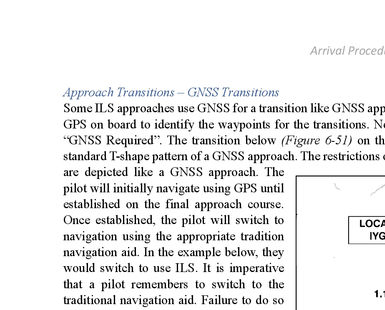 Arrival Proced
Approach Transitions – GNSS Transitions
Some ILS approaches use GNSS for a transition like GNSS app
GPS on board to identify the waypoints for the transitions. No
“GNSS Required”. The transition below (Figure 6-51) on th
standard T-shape pattern of a GNSS approach. The restrictions o
are depicted like a GNSS approach. The
pilot will initially navigate using GPS until
established on the final approach course.
Once established, the pilot will switch to
navigation using the appropriate tradition
navigation aid. In the example below, they
would switch to use ILS. It is imperative
that a pilot remembers to switch to the
traditional navigation aid. Failure to do so
LOCA
IYG
1.1